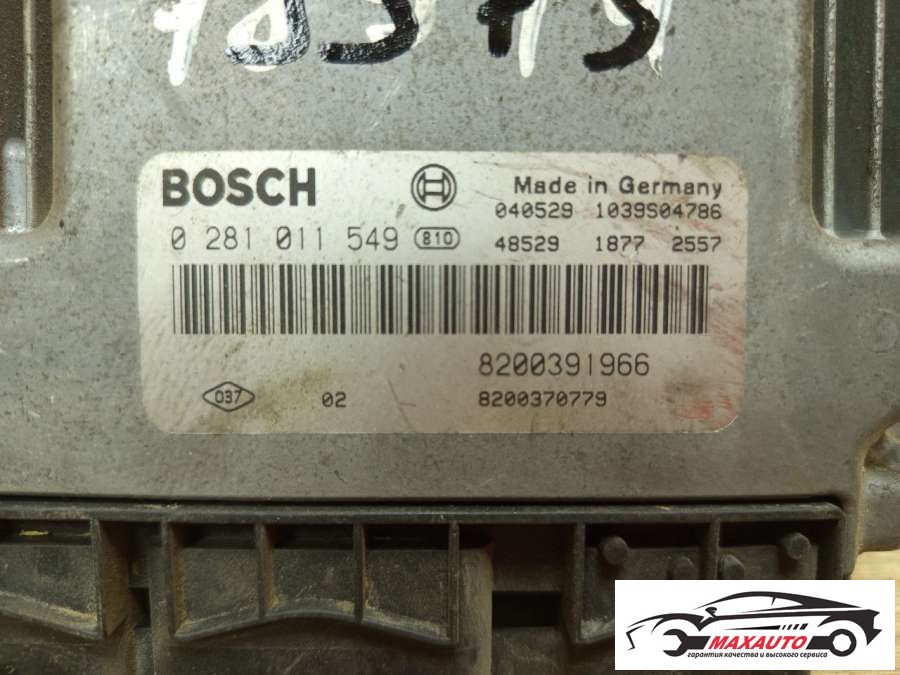 BOSCH
Made in Germany
040529 1039S04786
0 281 011 549 810
48529 1877 2557
8200391966
037 02 8200370779
MAXAUTO
гарантия качества и высокого сервиса